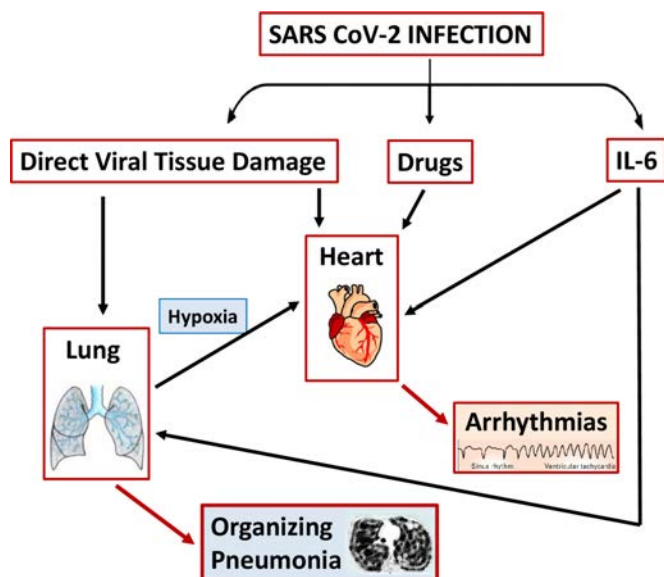 SARS CoV-2 INFECTION
Direct Viral Tissue Damage
Drugs
IL-6
Heart
Hypoxia
Lung
Arrhythmias
Sinus rhythm
Ventricular tachycardia
Organizing
Pneumonia